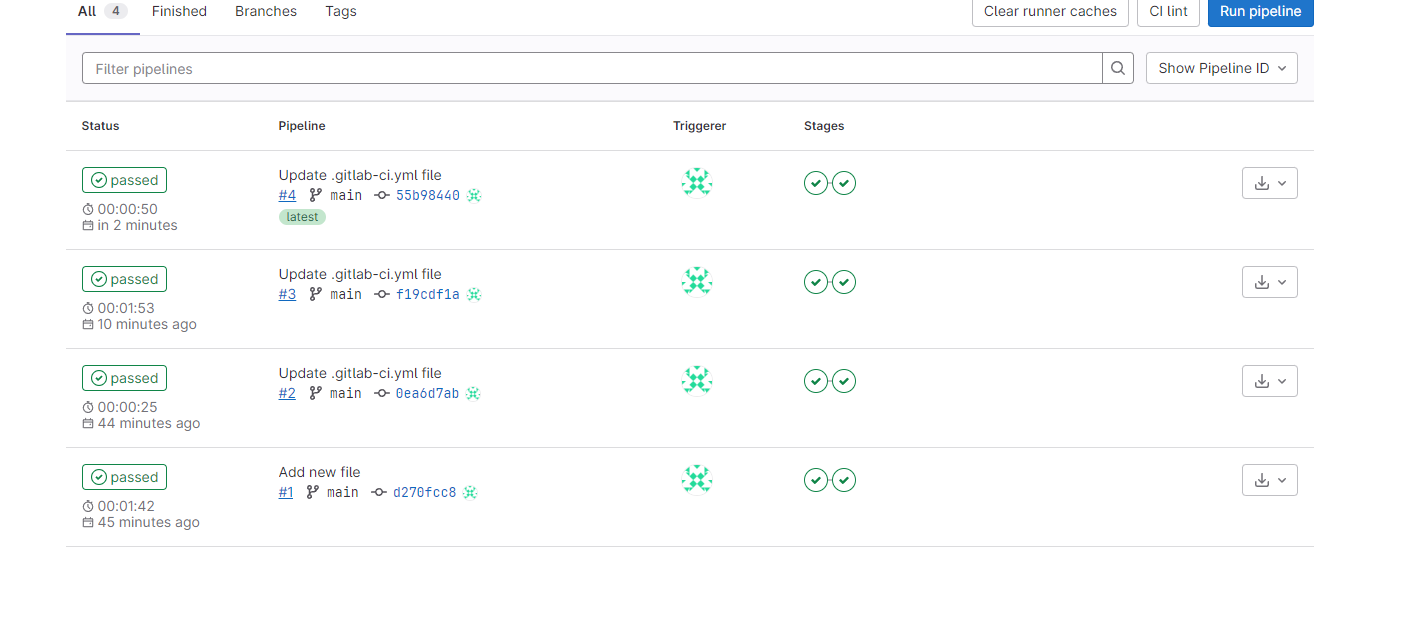 All 4 Finished Branches Tags Clear runner caches CI lint Run pipeline
Filter pipelines Show Pipeline ID
Status Pipeline Triggerer Stages
passed Update .gitlab-ci.yml file
#4 main 55b98440
00:00:50 latest
in 2 minutes
passed Update .gitlab-ci.yml file
#3 main f19cdf1a
00:01:53
10 minutes ago
passed Update .gitlab-ci.yml file
#2 main 0ea6d7ab
00:00:25
44 minutes ago
passed Add new file
#1 main d270fcc8
00:01:42
45 minutes ago